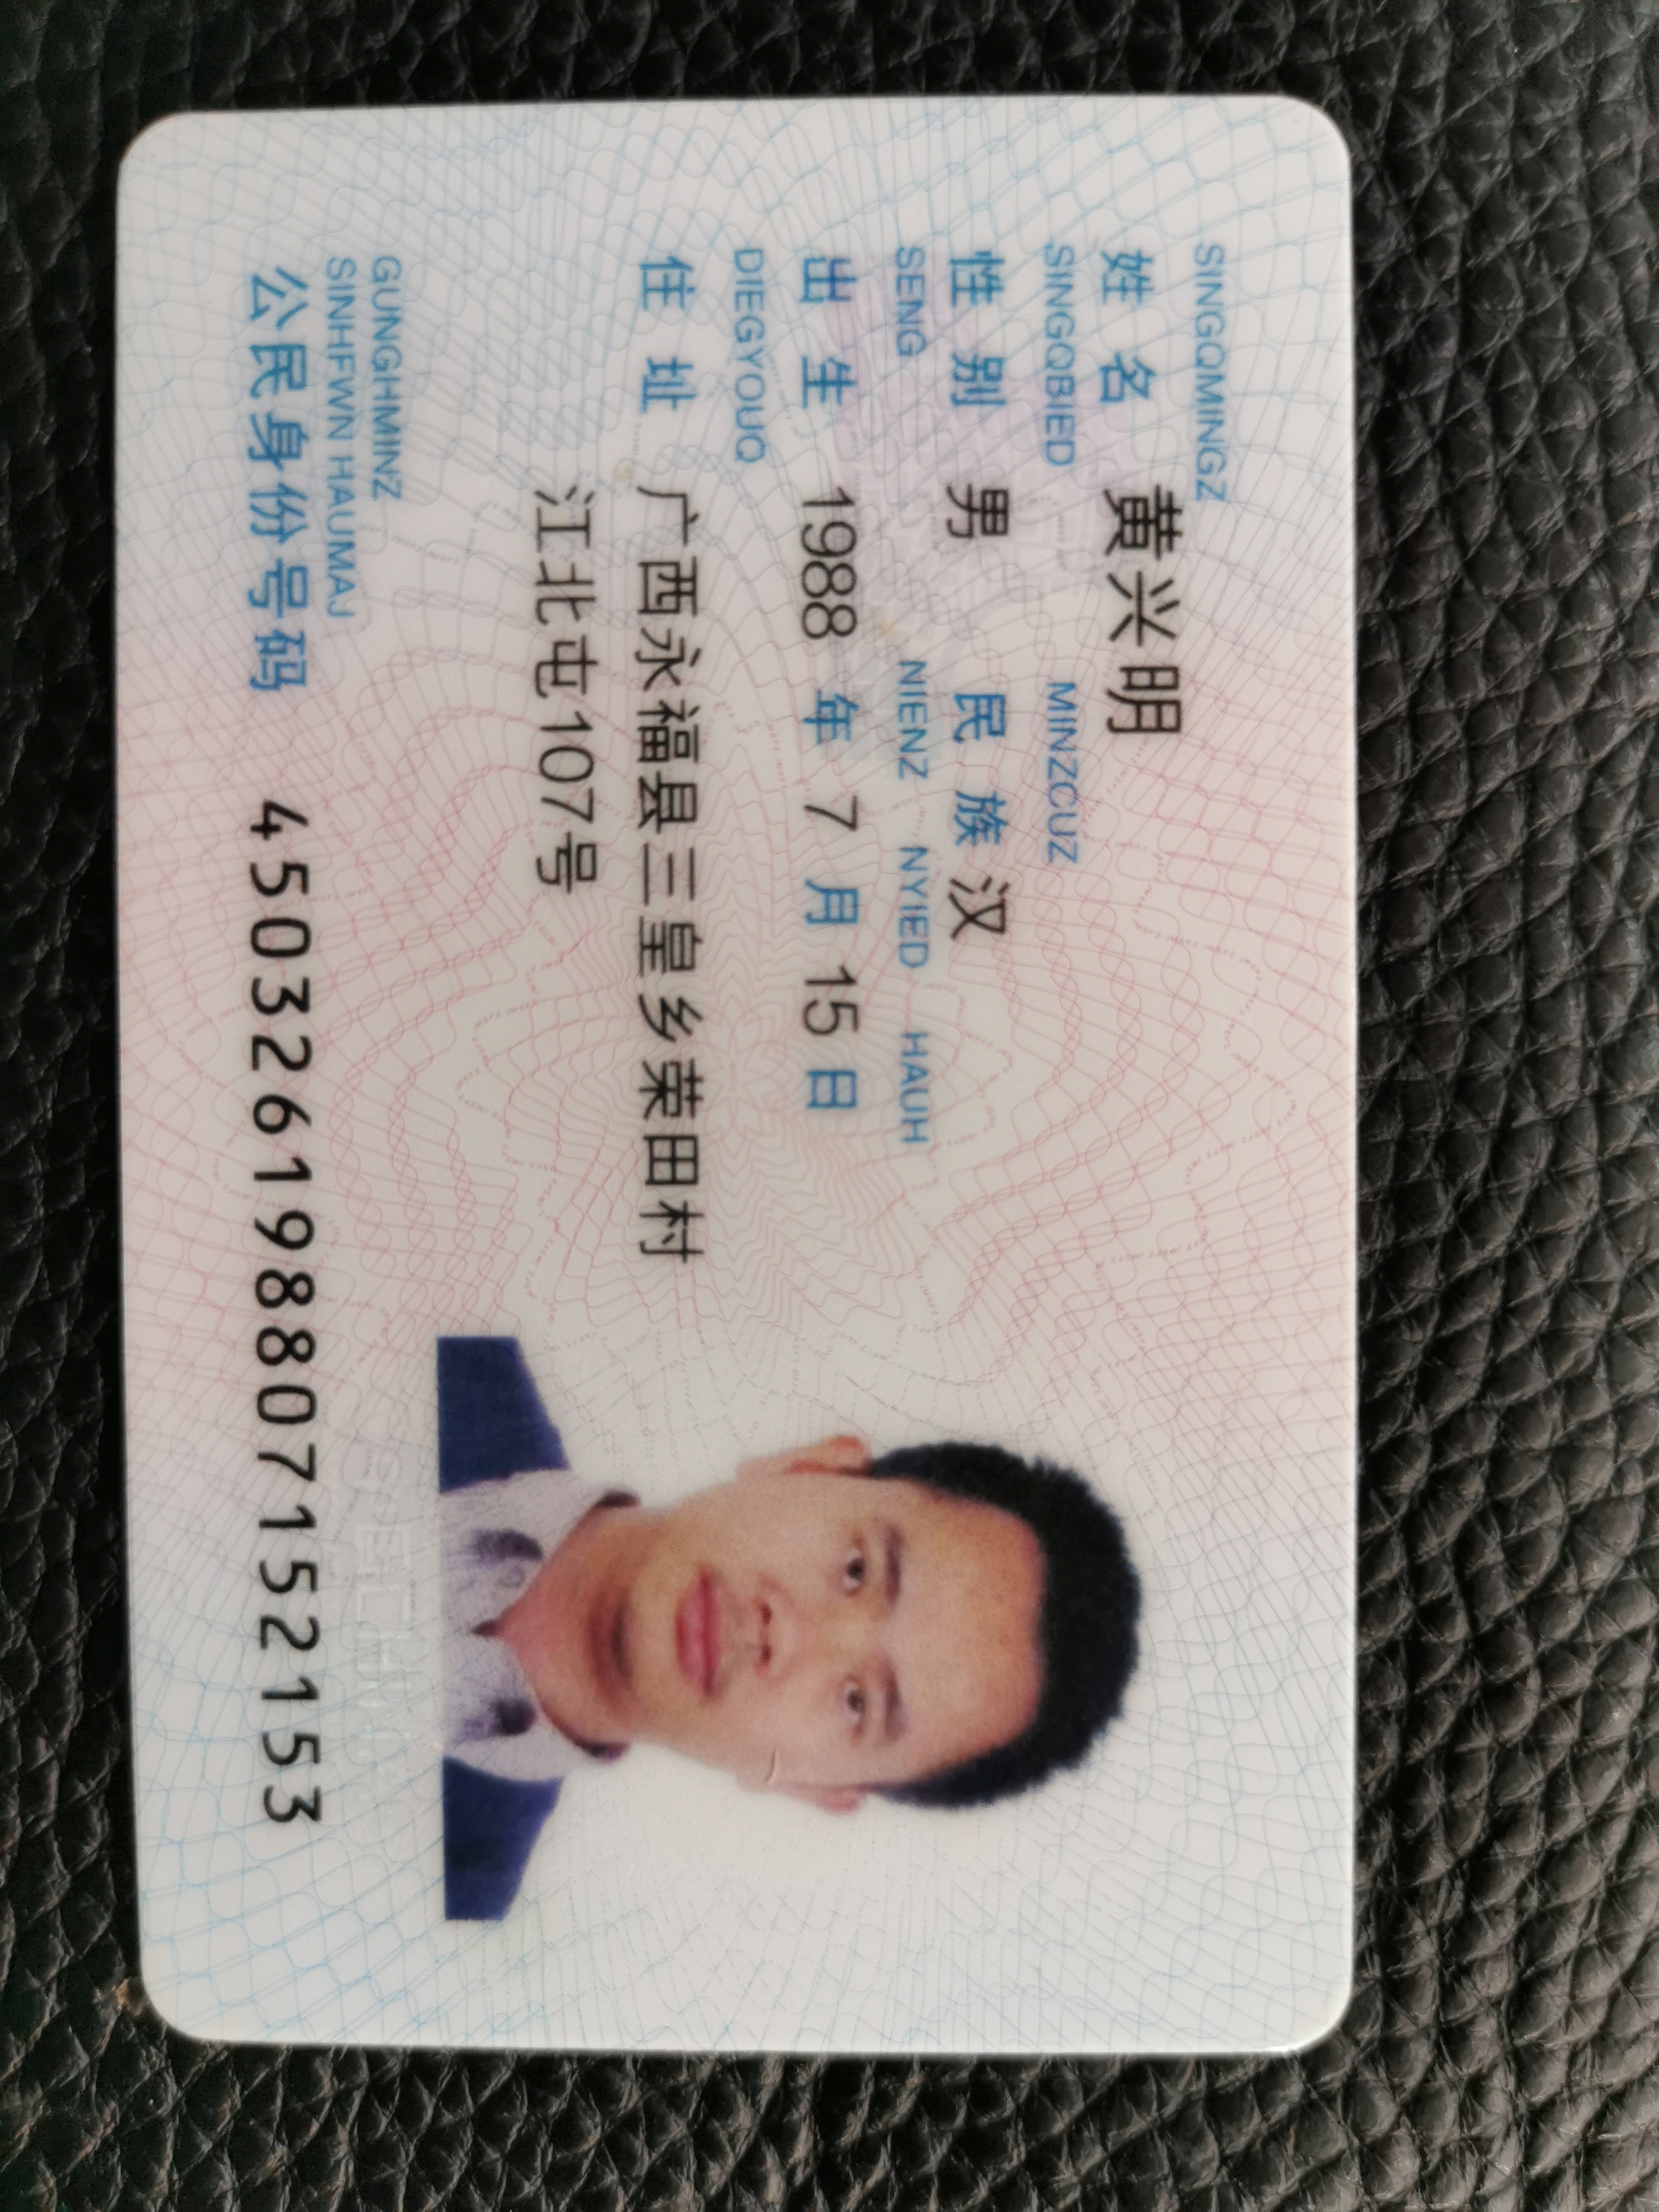 SINGQMINGZ
姓 名 黄兴明
SINGQBIED MINZCUZ
性 别 男 民 族 汉
SENG NIENZ NYIED HAUH
出 生 1988 年 7 月 15 日
DIEGYOUQ
住 址 广西永福县三皇乡荣田村
江北屯107号
GUNGHMINZ
SINHFWN HAUMAJ
公民身份号码 450326198807152153